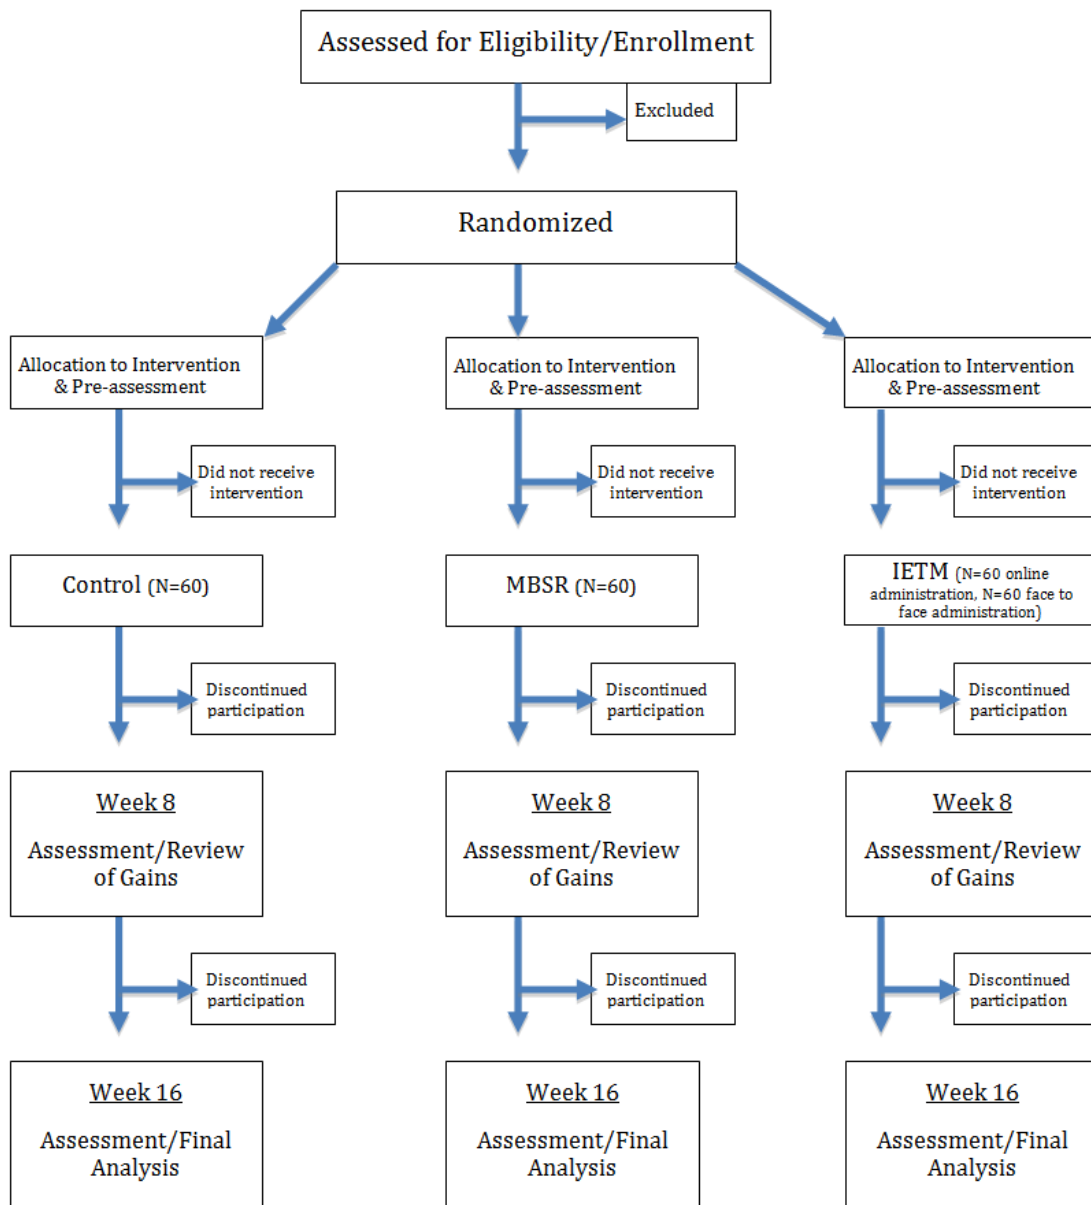 Assessed for Eligibility/Enrollment
Excluded
Randomized
Allocation to Intervention
& Pre-assessment
Allocation to Intervention
& Pre-assessment
Allocation to Intervention
& Pre-assessment
Did not receive
intervention
Did not receive
intervention
Did not receive
intervention
Control (N=60)
MBSR (N=60)
IETM (N=60 online
administration, N=60 face to
face administration)
Discontinued
participation
Discontinued
participation
Discontinued
participation
Week 8
Assessment/Review
of Gains
Week 8
Assessment/Review
of Gains
Week 8
Assessment/Review
of Gains
Discontinued
participation
Discontinued
participation
Discontinued
participation
Week 16
Assessment/Final
Analysis
Week 16
Assessment/Final
Analysis
Week 16
Assessment/Final
Analysis